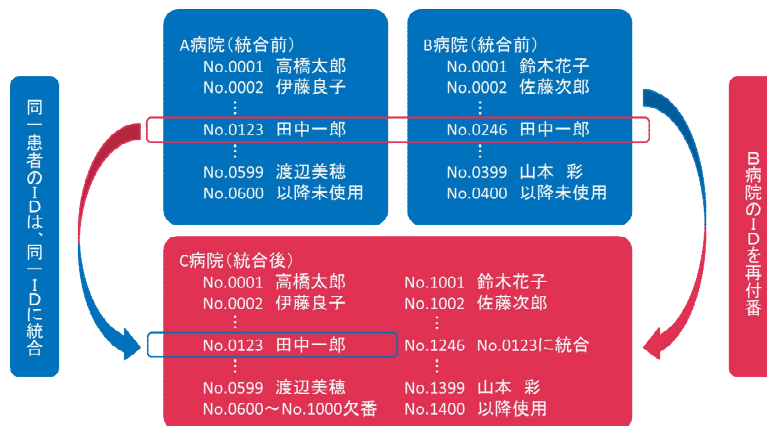 同一患者のIDは、同一IDに統合
A病院（統合前）
No.0001 高橋太郎
No.0002 伊藤良子
⋮
No.0123 田中一郎
⋮
No.0599 渡辺美穂
No.0600 以降未使用
B病院（統合前）
No.0001 鈴木花子
No.0002 佐藤次郎
⋮
No.0246 田中一郎
⋮
No.0399 山本 彩
No.0400 以降未使用
B病院のIDを再付番
C病院（統合後）
No.0001 高橋太郎
No.0002 伊藤良子
⋮
No.0123 田中一郎
⋮
No.0599 渡辺美穂
No.0600～No.1000欠番
No.1001 鈴木花子
No.1002 佐藤次郎
⋮
No.1246 No.0123に統合
⋮
No.1399 山本 彩
No.1400 以降使用